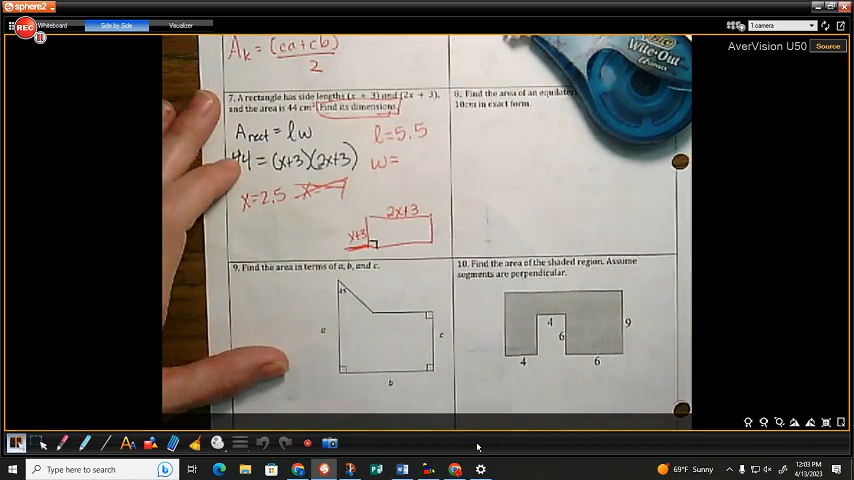 sphere2
REC
Whiteboard
Side by Side
Visualizer
1 camera
AverVision U50
Source
A_k = (ca+cb)
2
Wite-Out
7. A rectangle has side lengths (x + 3) and (2x + 3),
and the area is 44 cm². Find its dimensions.
A_rect = lw
44 = (x+3)(2x+3)
x=2.5
l=5.5
w=
2x+3
x+3
8. Find the area of an equilater
10cm in exact form.
9. Find the area in terms of a, b, and c.
45
a
c
b
10. Find the area of the shaded region. Assume
segments are perpendicular.
4
6
9
4
6
Type here to search
69°F Sunny
12:03 PM
4/13/2023